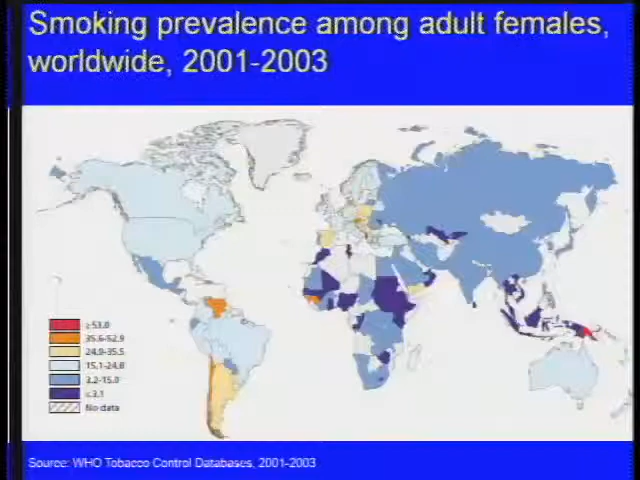 Smoking prevalence among adult females,
worldwide, 2001-2003
≥53.0
35.6-52.9
24.9-35.5
15.1-24.8
3.2-15.0
<3.1
No data
Source: WHO Tobacco Control Databases, 2001-2003